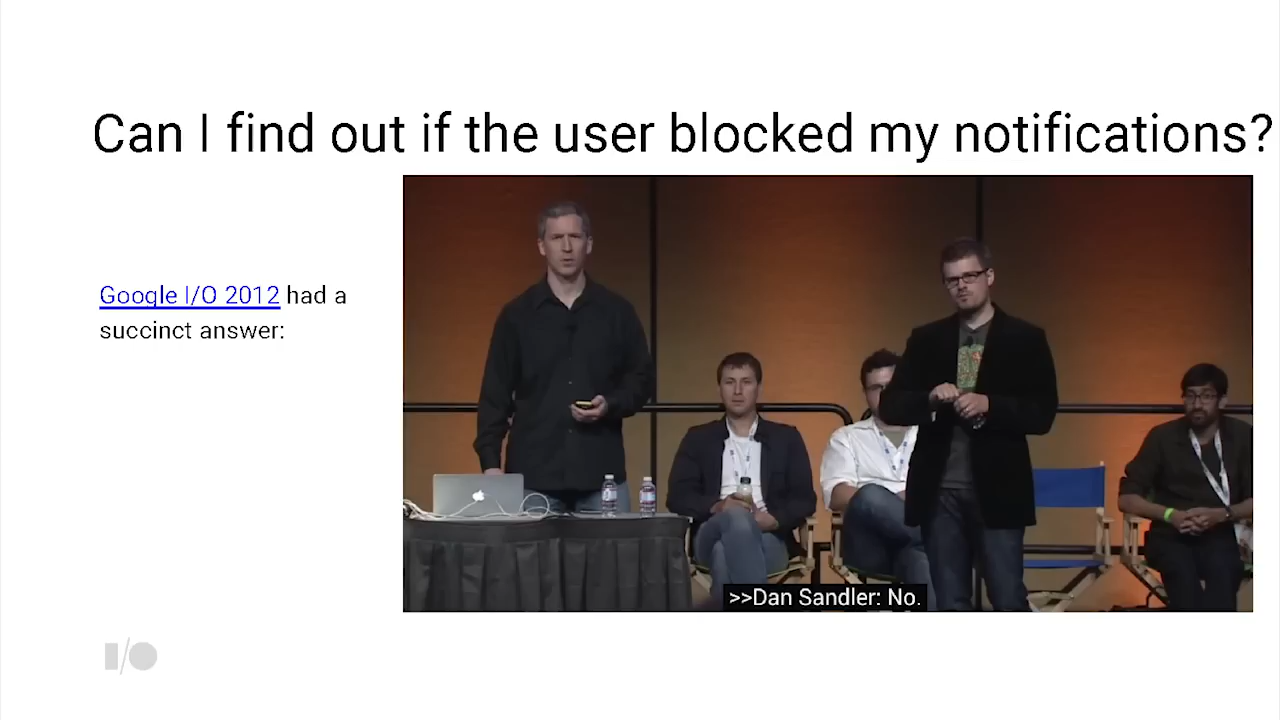 Can I find out if the user blocked my notifications?
Google I/O 2012 had a
succinct answer:
>>Dan Sandler: No.
I/O